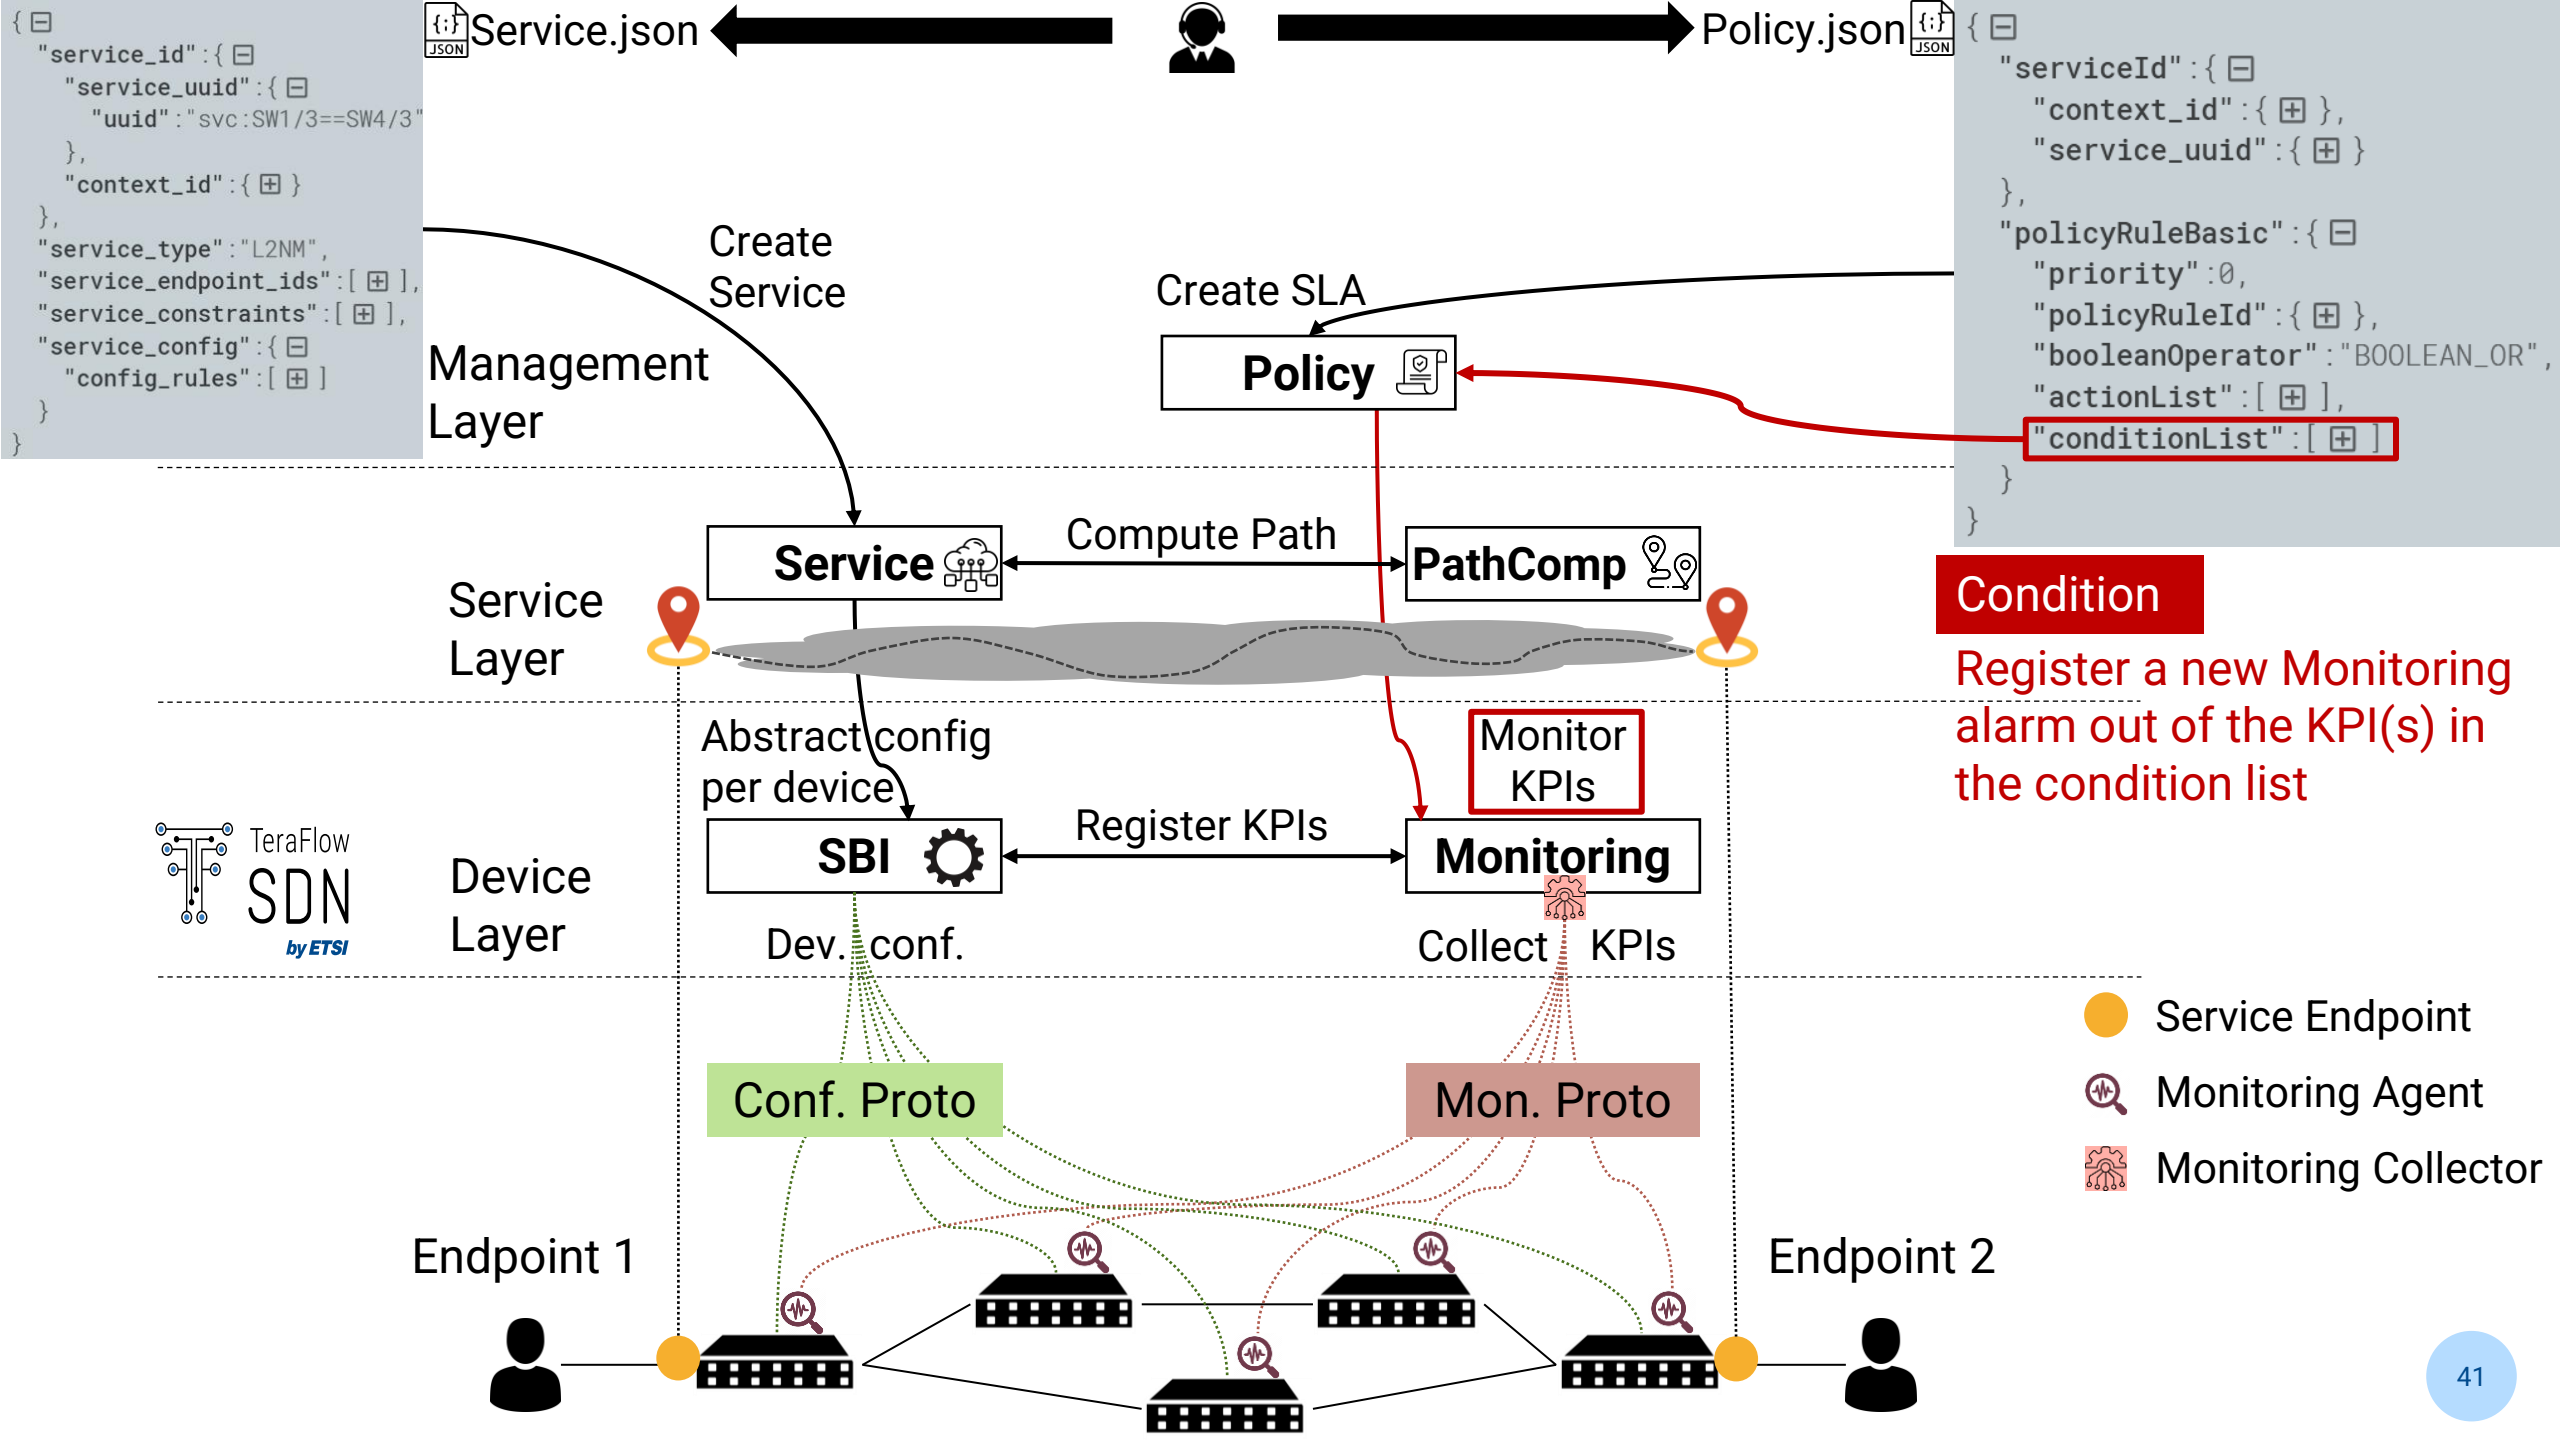 {
"service_id":{
"service_uuid":{
"uuid":"svc:SW1/3==SW4/3"
},
"context_id":{ }
},
"service_type":"L2NM",
"service_endpoint_ids":[ ],
"service_constraints":[ ],
"service_config":{
"config_rules":[ ]
}
}
{;}
JSON
Service.json
Policy.json
{;}
JSON
{
"serviceId":{
"context_id":{ },
"service_uuid":{ }
},
"policyRuleBasic":{
"priority":0,
"policyRuleId":{ },
"booleanOperator":"BOOLEAN_OR",
"actionList":[ ],
"conditionList":[ ]
}
}
Create
Service
Create SLA
Management
Layer
Policy
Service
Compute Path
PathComp
Service
Layer
Condition
Register a new Monitoring
alarm out of the KPI(s) in
the condition list
Abstract config
per device
Monitor
KPIs
Register KPIs
SBI
Monitoring
TeraFlow
SDN
by ETSI
Device
Layer
Dev. conf.
Collect KPIs
Conf. Proto
Mon. Proto
Service Endpoint
Monitoring Agent
Monitoring Collector
Endpoint 1
Endpoint 2
41